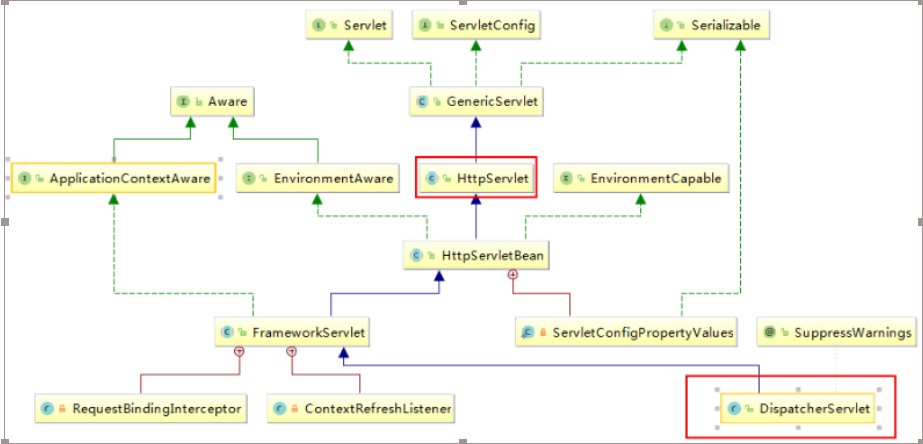 Servlet
ServletConfig
Serializable
Aware
GenericServlet
ApplicationContextAware
EnvironmentAware
HttpServlet
EnvironmentCapable
HttpServletBean
FrameworkServlet
ServletConfigPropertyValues
SuppressWarnings
RequestBindingInterceptor
ContextRefreshListener
DispatcherServlet